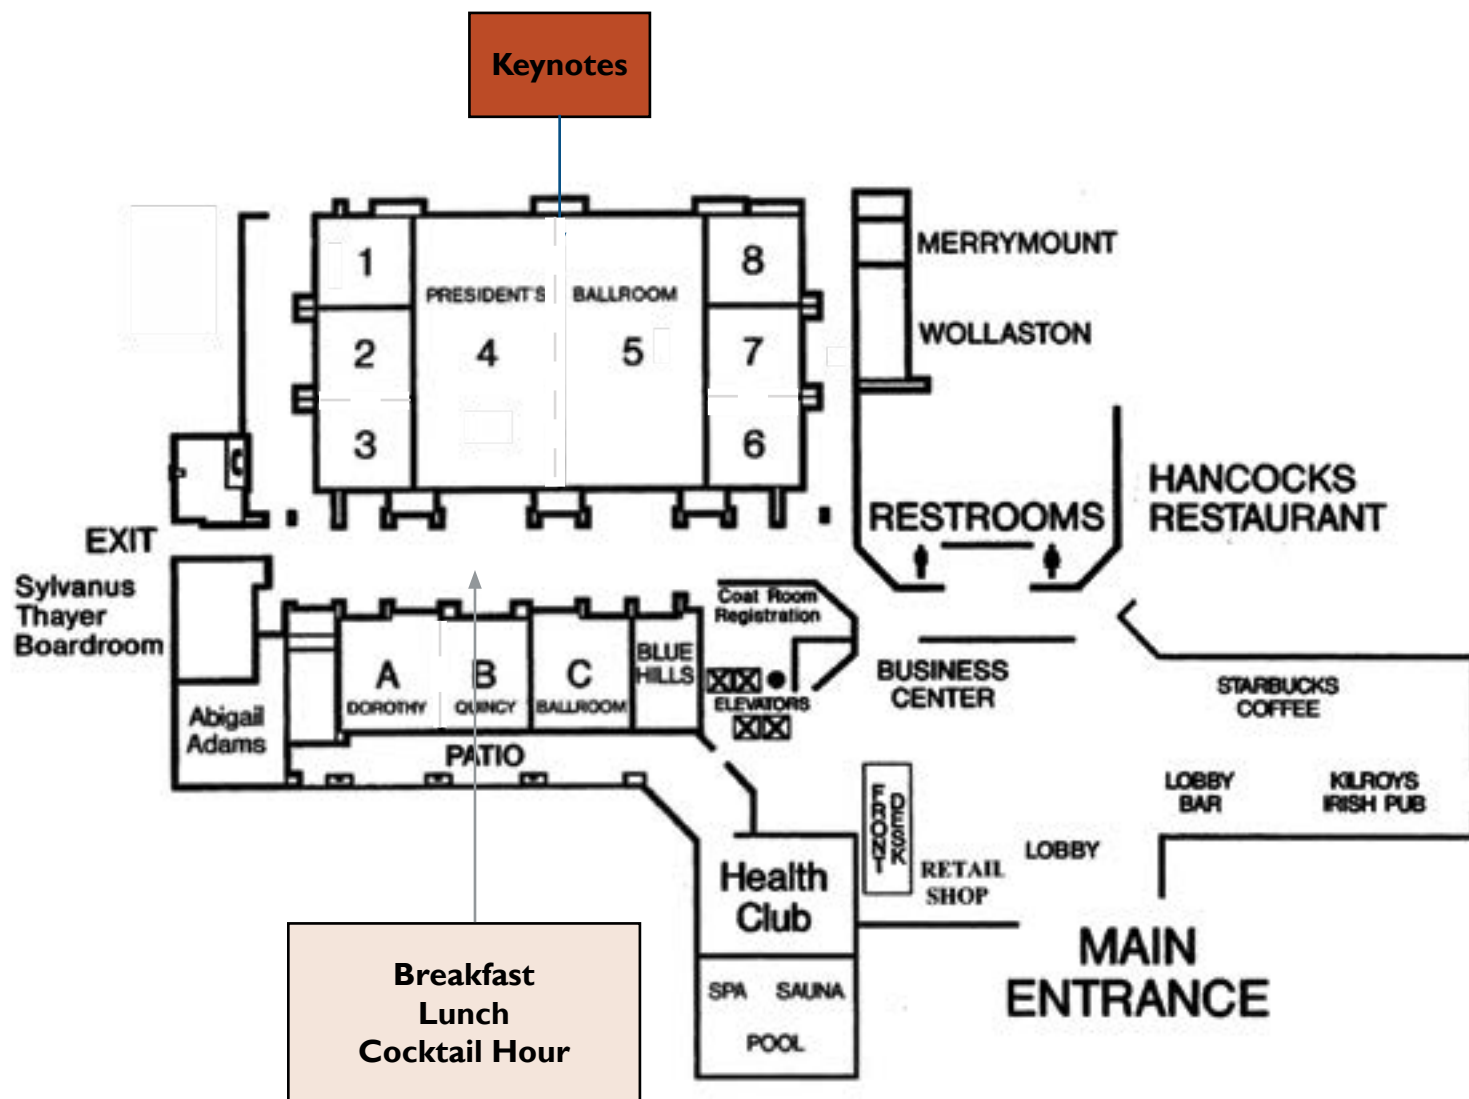 Keynotes
1
8
MERRYMOUNT
PRESIDENT'S BALLROOM
WOLLASTON
2
4
5
7
3
6
HANCOCKS
RESTAURANT
RESTROOMS
EXIT
Sylvanus
Thayer
Boardroom
Coat Room
Registration
A
DOROTHY
B
QUINCY
C
BALLROOM
BLUE
HILLS
ELEVATORS
BUSINESS
CENTER
STARBUCKS
COFFEE
Abigail
Adams
PATIO
LOBBY
BAR
KILROYS
IRISH PUB
FRONT
DESK
LOBBY
RETAIL
SHOP
Health
Club
MAIN
ENTRANCE
SPA SAUNA
POOL
Breakfast
Lunch
Cocktail Hour